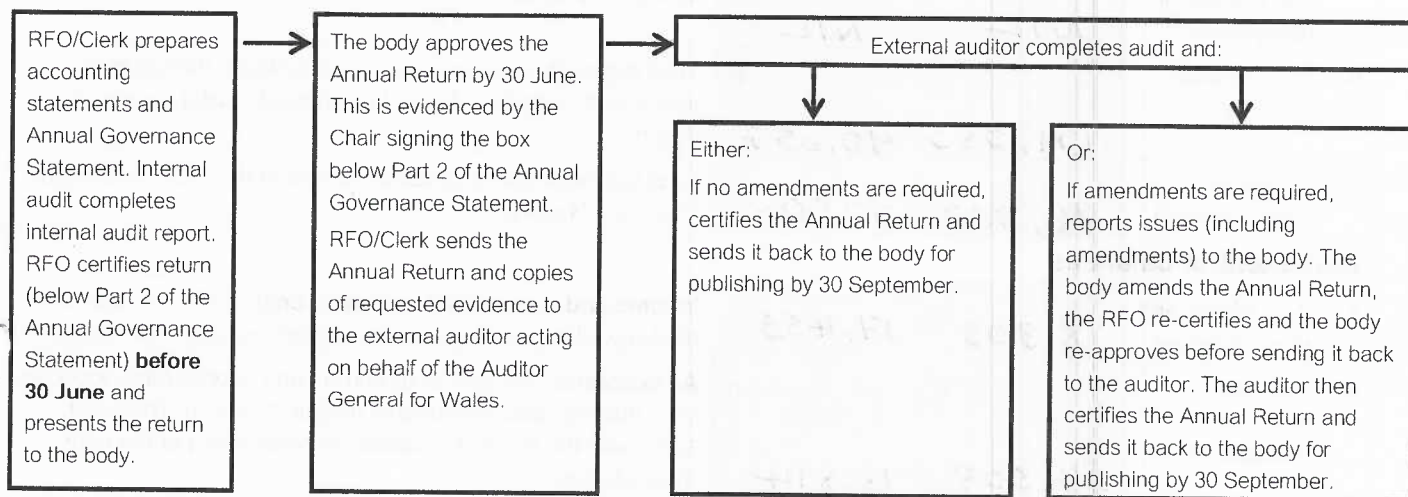 RFO/Clerk prepares
accounting
statements and
Annual Governance
Statement. Internal
audit completes
internal audit report.
RFO certifies return
(below Part 2 of the
Annual Governance
Statement) before
30 June and
presents the return
to the body.
The body approves the
Annual Return by 30 June.
This is evidenced by the
Chair signing the box
below Part 2 of the Annual
Governance Statement.
RFO/Clerk sends the
Annual Return and copies
of requested evidence to
the external auditor acting
on behalf of the Auditor
General for Wales.
External auditor completes audit and:
Either:
If no amendments are required,
certifies the Annual Return and
sends it back to the body for
publishing by 30 September.
Or:
If amendments are required,
reports issues (including
amendments) to the body. The
body amends the Annual Return,
the RFO re-certifies and the body
re-approves before sending it back
to the auditor. The auditor then
certifies the Annual Return and
sends it back to the body for
publishing by 30 September.